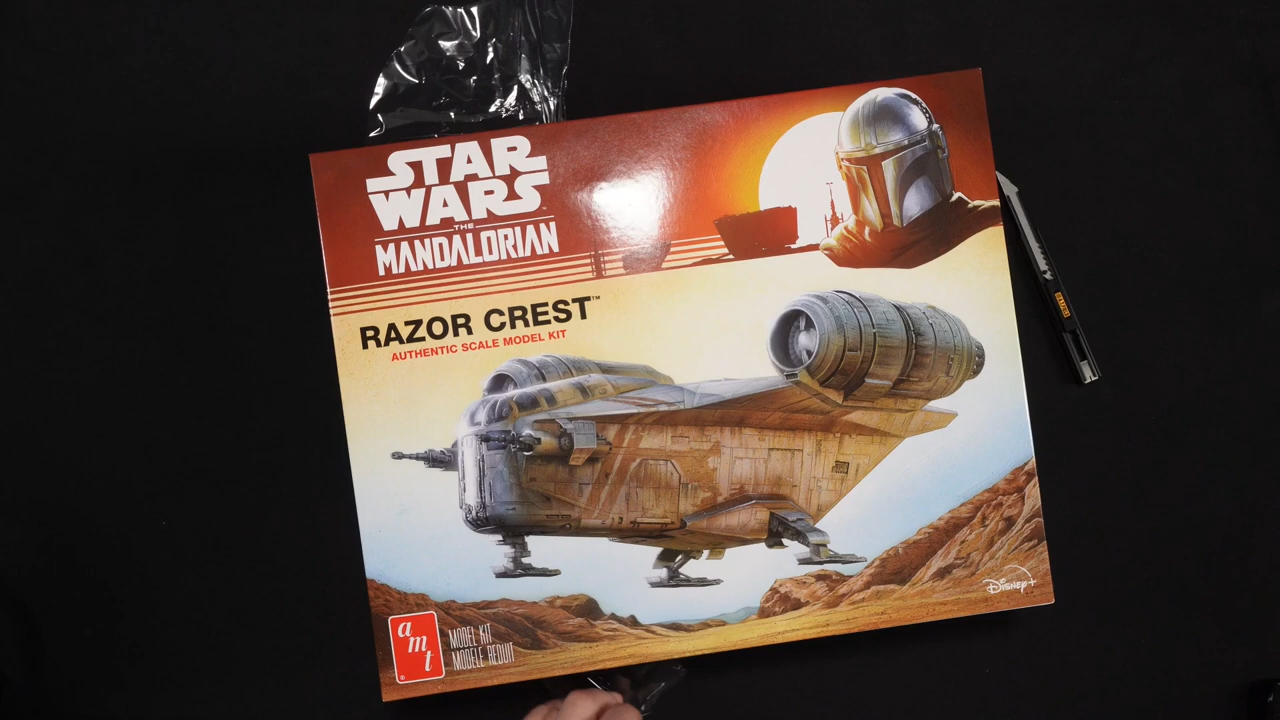 STAR
WARS
THE
MANDALORIAN
RAZOR CREST™
AUTHENTIC SCALE MODEL KIT
Disney+
amt®
MODEL KIT
MODELE REDUIT